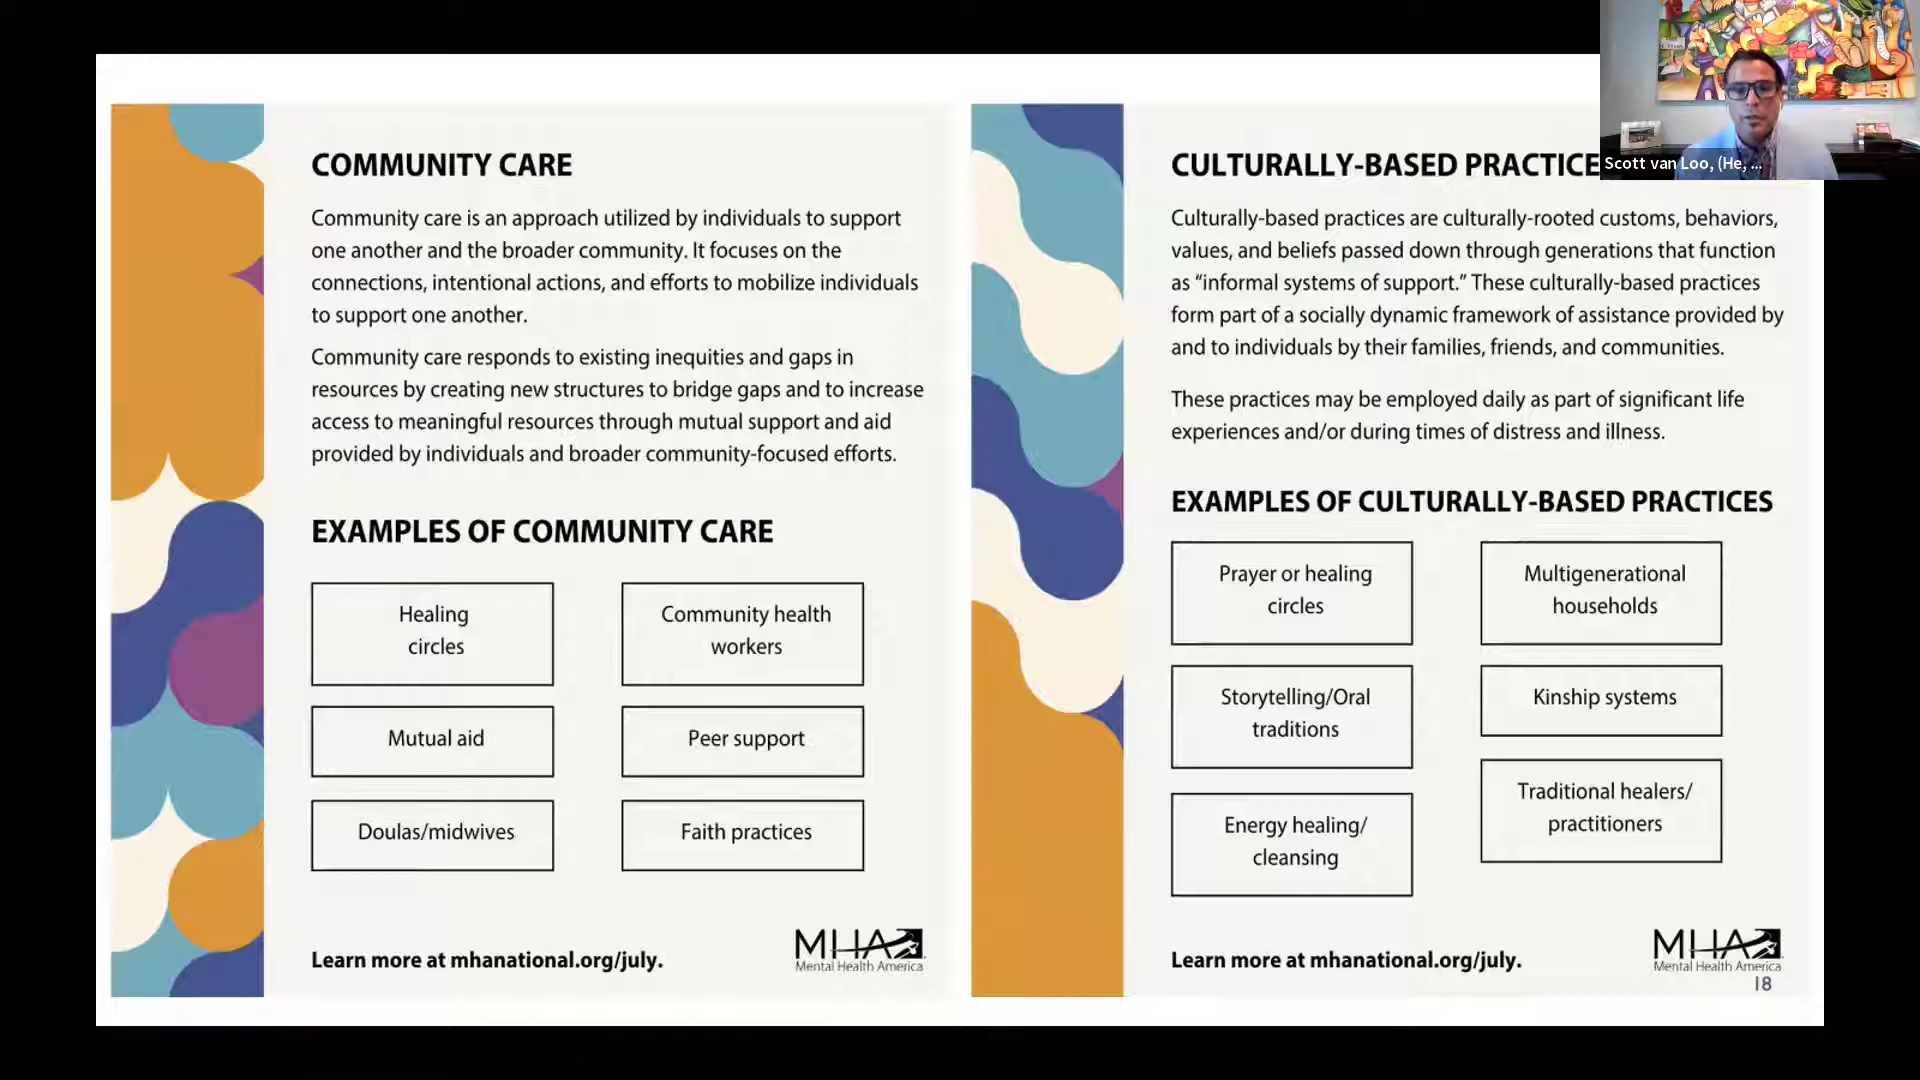 COMMUNITY CARE
Community care is an approach utilized by individuals to support
one another and the broader community. It focuses on the
connections, intentional actions, and efforts to mobilize individuals
to support one another.
Community care responds to existing inequities and gaps in
resources by creating new structures to bridge gaps and to increase
access to meaningful resources through mutual support and aid
provided by individuals and broader community-focused efforts.
EXAMPLES OF COMMUNITY CARE
Healing
circles
Community health
workers
Mutual aid
Peer support
Doulas/midwives
Faith practices
Learn more at mhanational.org/july.
MHA
Mental Health America
CULTURALLY-BASED PRACTICE
Culturally-based practices are culturally-rooted customs, behaviors,
values, and beliefs passed down through generations that function
as “informal systems of support.” These culturally-based practices
form part of a socially dynamic framework of assistance provided by
and to individuals by their families, friends, and communities.
These practices may be employed daily as part of significant life
experiences and/or during times of distress and illness.
EXAMPLES OF CULTURALLY-BASED PRACTICES
Prayer or healing
circles
Multigenerational
households
Storytelling/Oral
traditions
Kinship systems
Energy healing/
cleansing
Traditional healers/
practitioners
Learn more at mhanational.org/july.
MHA
Mental Health America
18
Scott van Loo, (He, ...